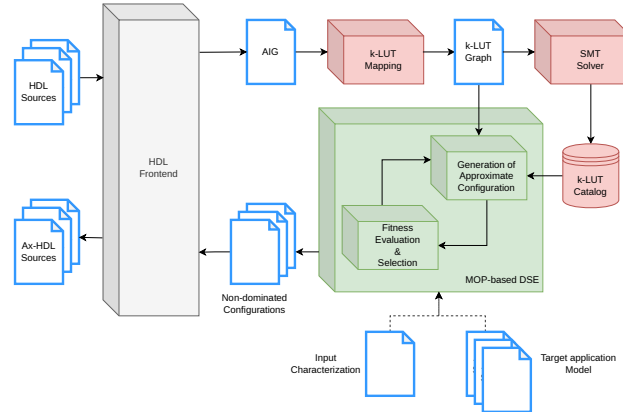 HDL
Sources
HDL
Frontend
AIG
k-LUT
Mapping
k-LUT
Graph
SMT
Solver
Generation of
Approximate
Configuration
k-LUT
Catalog
Fitness
Evaluation
&
Selection
MOP-based DSE
Ax-HDL
Sources
Non-dominated
Configurations
Input
Characterization
Target application
Model